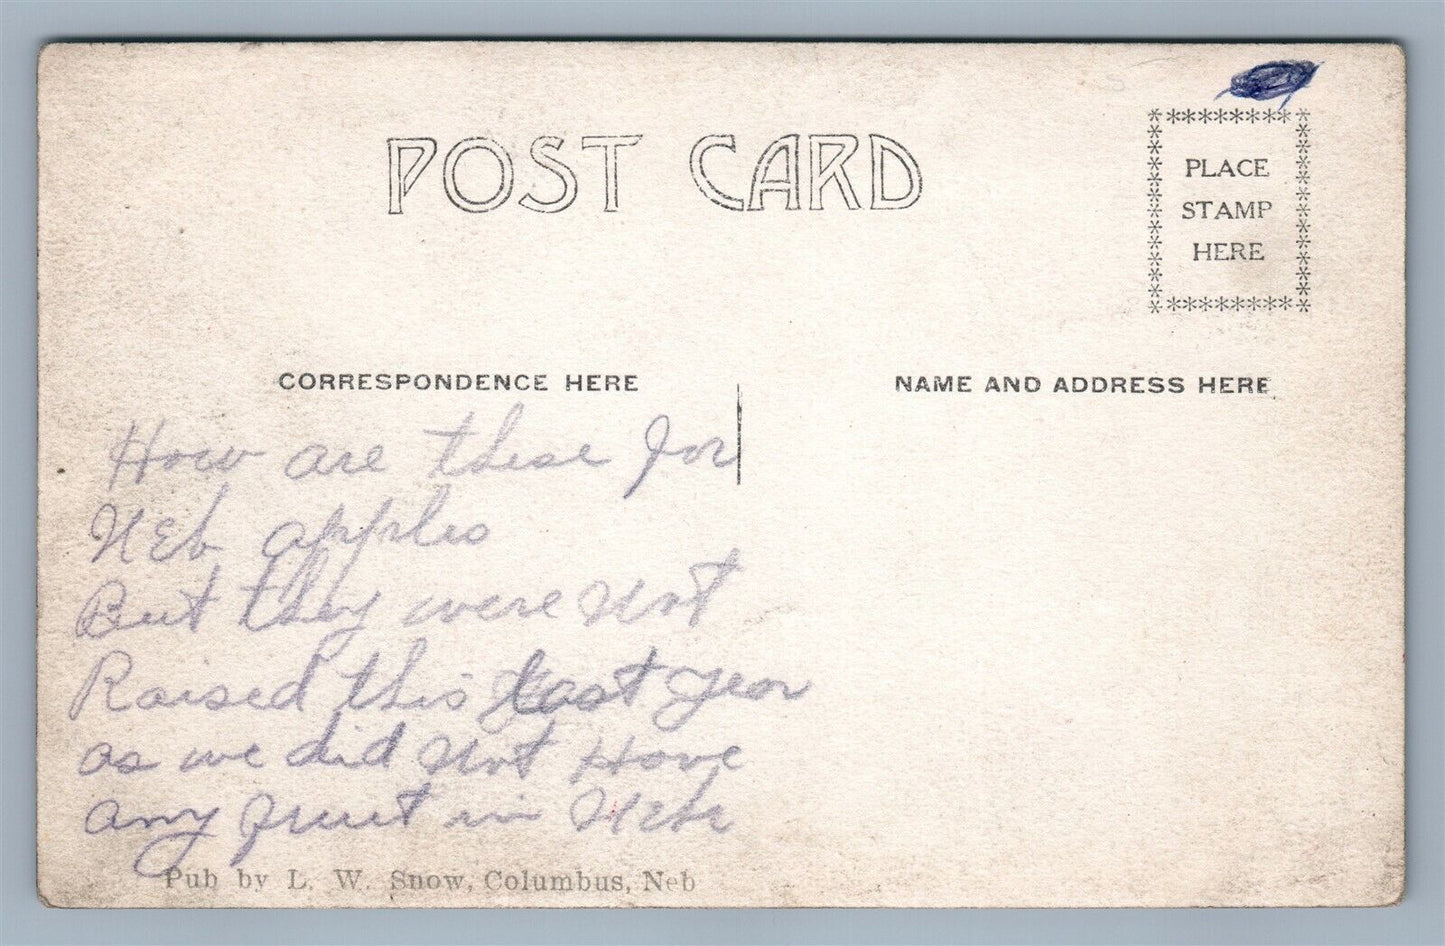 POST CARD
PLACE
STAMP
HERE
CORRESPONDENCE HERE
NAME AND ADDRESS HERE
How are these for
NEb apples
But they were Not
Raised this last year
as we did Not Have
any fruit in Nebr
Pub by L. W. Snow, Columbus, Neb